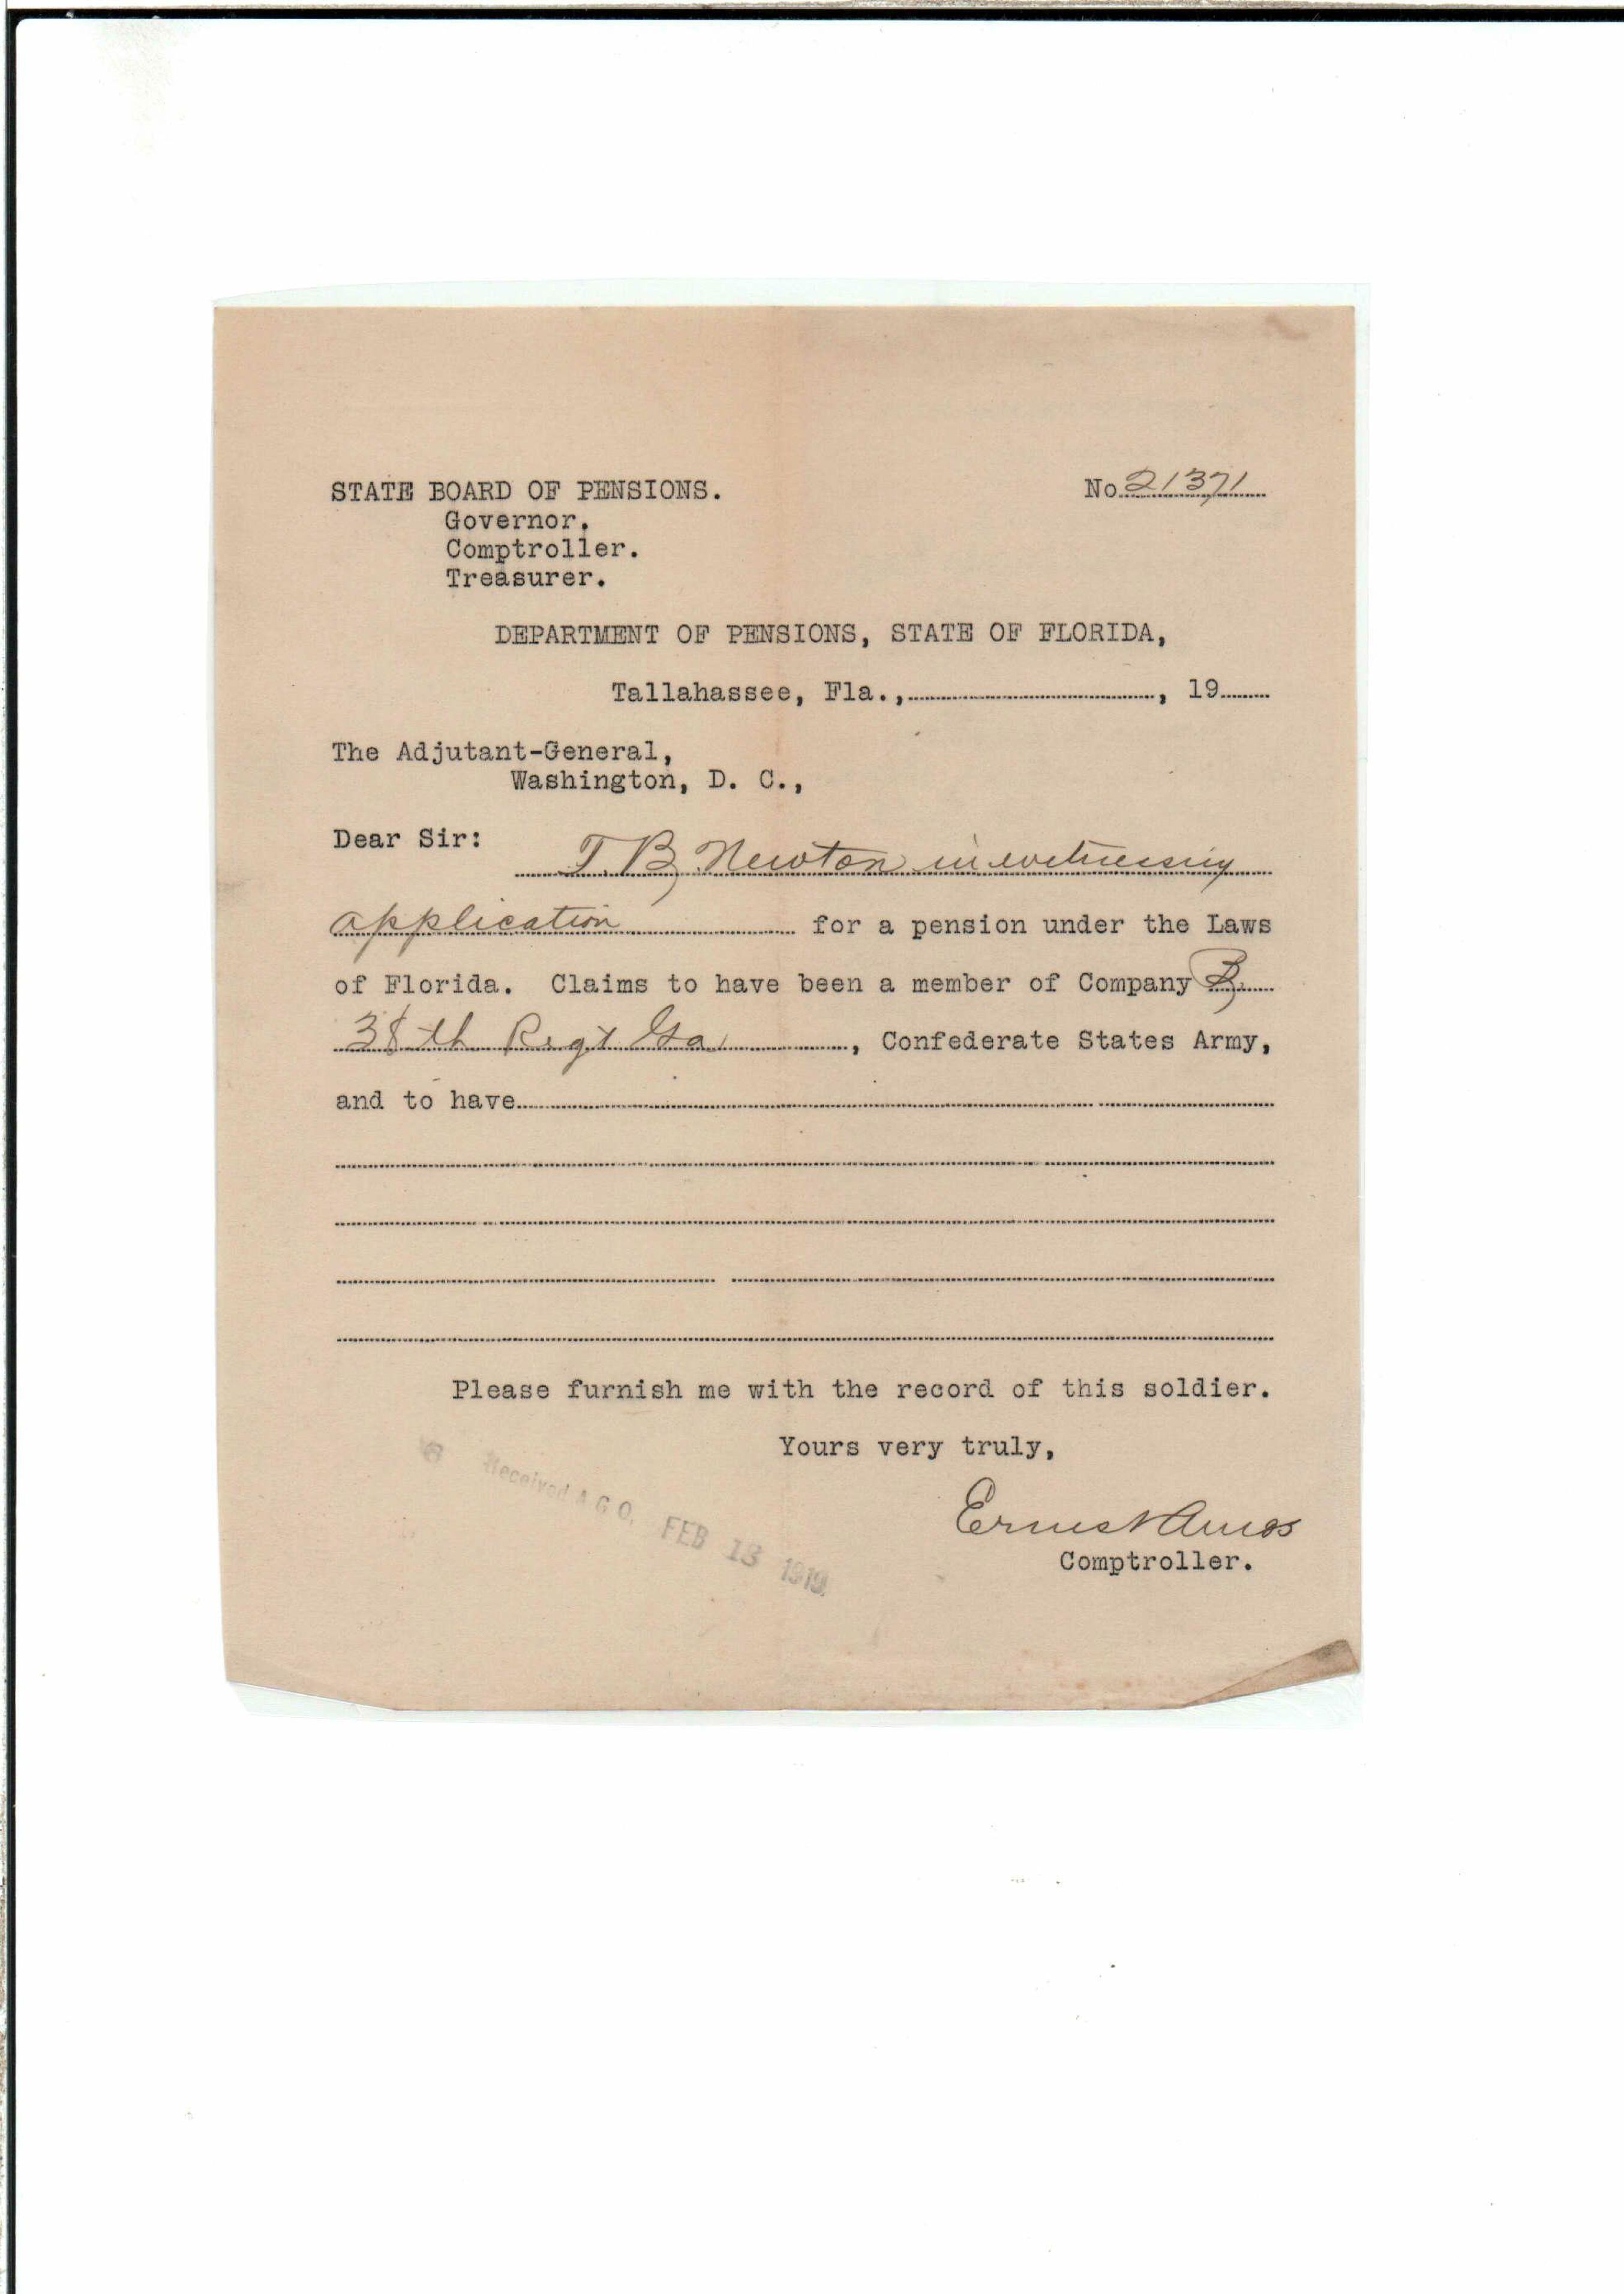 STATE BOARD OF PENSIONS.
No 21371
Governor.
Comptroller.
Treasurer.
DEPARTMENT OF PENSIONS, STATE OF FLORIDA,
Tallahassee, Fla., , 19
The Adjutant-General,
Washington, D. C.,
Dear Sir:
T. B. Newton in witnessing
application for a pension under the Laws
of Florida. Claims to have been a member of Company B.
38th Regt Ga , Confederate States Army,
and to have
Please furnish me with the record of this soldier.
Yours very truly,
Received A G O, FEB 13 1919
Ernest Amos
Comptroller.